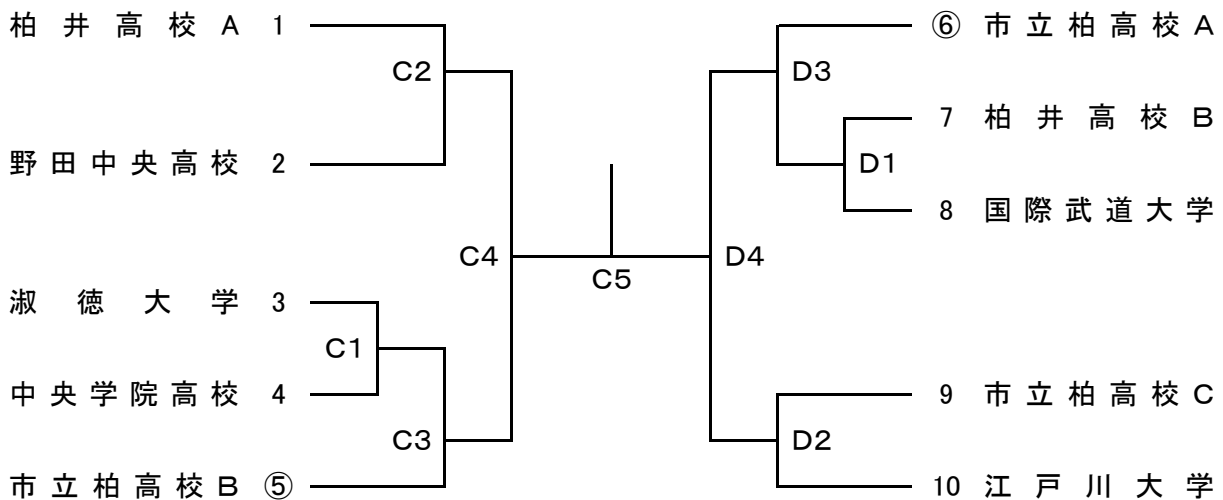 柏井高校A 1
C2
野田中央高校 2
C4
淑徳大学 3
C1
中央学院高校 4
C3
市立柏高校B ⑤
C5
⑥ 市立柏高校A
D3
7 柏井高校B
D1
8 国際武道大学
D4
9 市立柏高校C
D2
10 江戸川大学